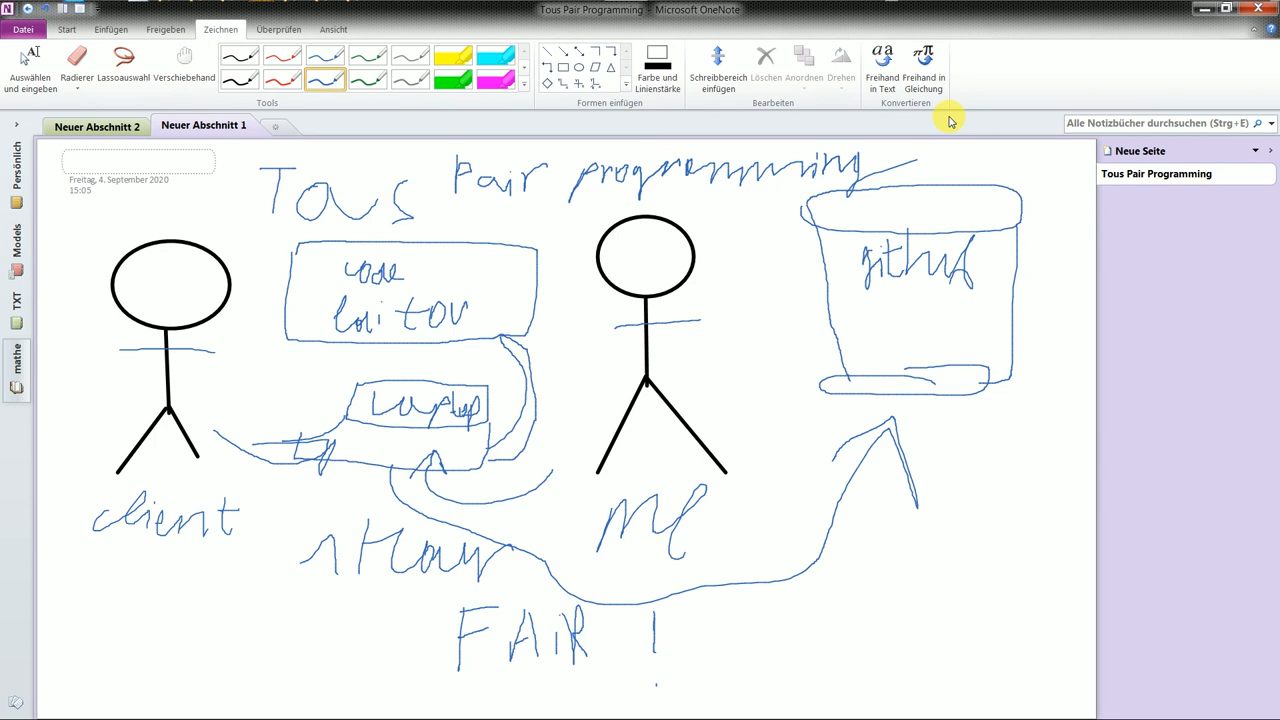 Tous Pair Programming - Microsoft OneNote
Datei Start Einfügen Freigeben Zeichnen Überprüfen Ansicht
Auswählen und eingeben
Radierer
Lassoauswahl
Verschiebehand
Tools
Farbe und Linienstärke
Formen einfügen
Schreibbereich einfügen
Löschen
Anordnen
Drehen
Bearbeiten
Freihand in Text
Freihand in Gleichung
Konvertieren
Neuer Abschnitt 2
Neuer Abschnitt 1
Alle Notizbücher durchsuchen (Strg+E)
Persönlich
Models
TXT
mathe
Neue Seite
Tous Pair Programming
Freitag, 4. September 2020
15:05
Tous Pair programming
code
github
Laptop
client
Me
1 Hour
FAiR !